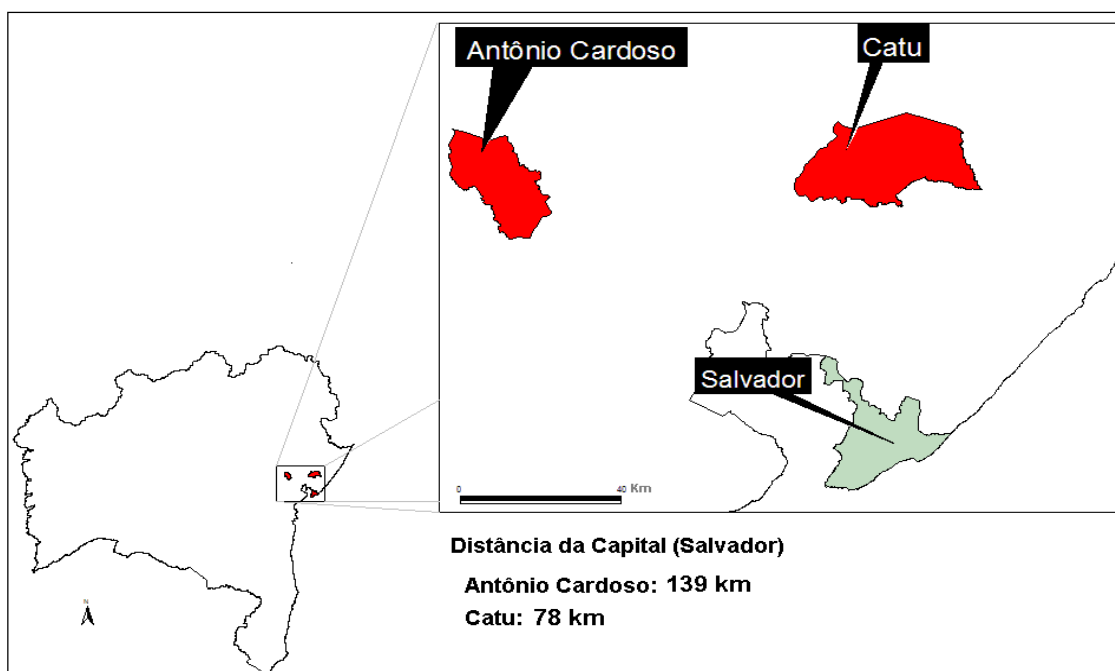 Antônio Cardoso
Catu
Salvador
0
40 Km
Distância da Capital (Salvador)
Antônio Cardoso: 139 km
Catu: 78 km
N